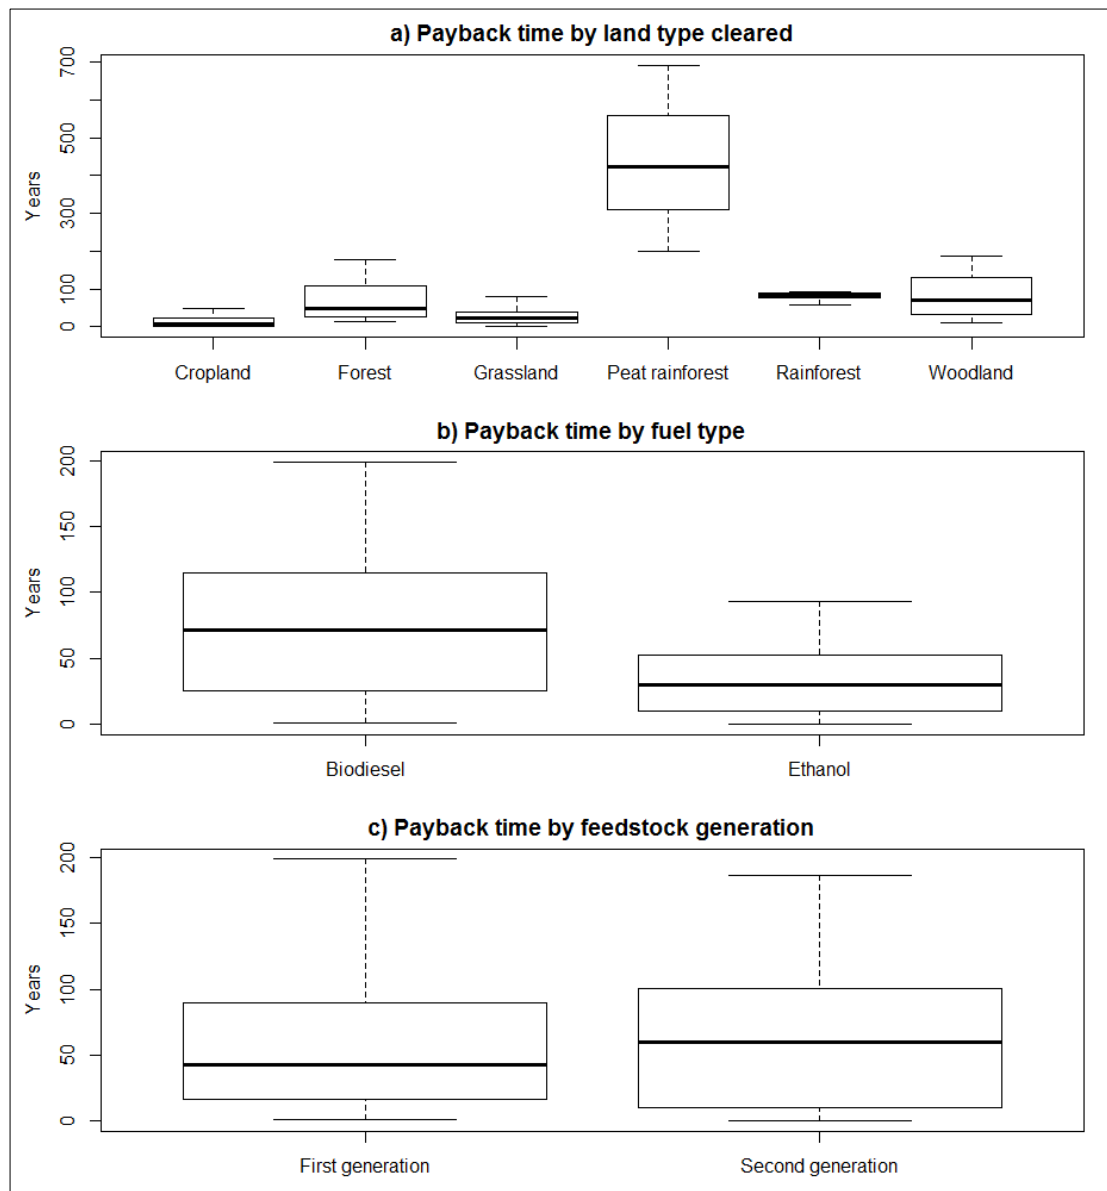 a) Payback time by land type cleared
Years
700
500
300
100
0
Cropland Forest Grassland Peat rainforest Rainforest Woodland
b) Payback time by fuel type
Years
200
150
100
50
0
Biodiesel Ethanol
c) Payback time by feedstock generation
Years
200
150
100
50
0
First generation Second generation